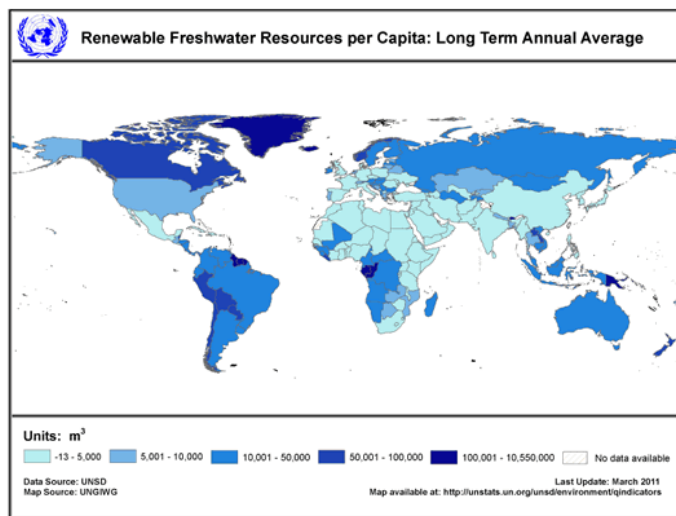 Renewable Freshwater Resources per Capita: Long Term Annual Average
Units: m³
-13 - 5,000
5,001 - 10,000
10,001 - 50,000
50,001 - 100,000
100,001 - 10,550,000
No data available
Data Source: UNSD
Map Source: UNGIWG
Last Update: March 2011
Map available at: http://unstats.un.org/unsd/environment/qindicators